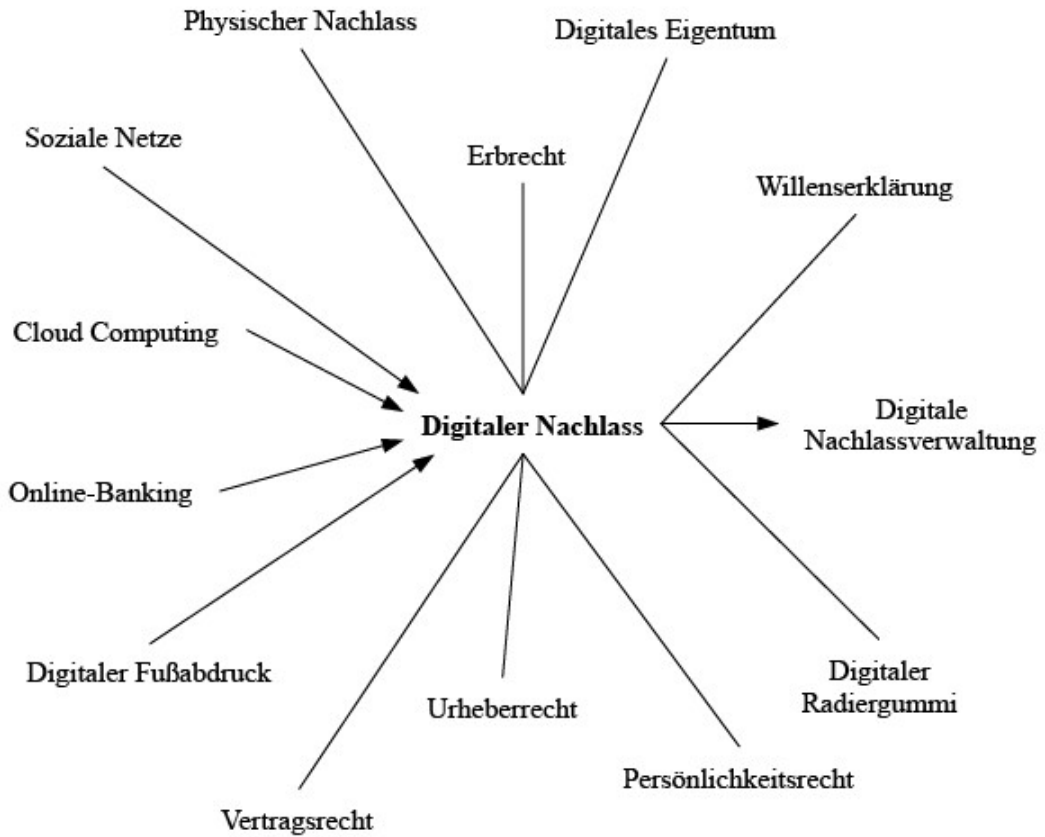 Physischer Nachlass
Digitales Eigentum
Soziale Netze
Erbrecht
Willenserklärung
Cloud Computing
Digitaler Nachlass
Digitale
Nachlassverwaltung
Online-Banking
Digitaler Fußabdruck
Digitaler
Radiergummi
Urheberrecht
Persönlichkeitsrecht
Vertragsrecht